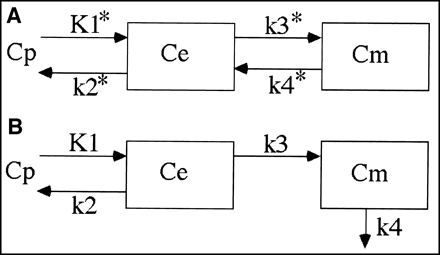 A
K1* k3*
Cp Ce Cm
k2* k4*
B
K1 k3
Cp Ce Cm
k2
k4